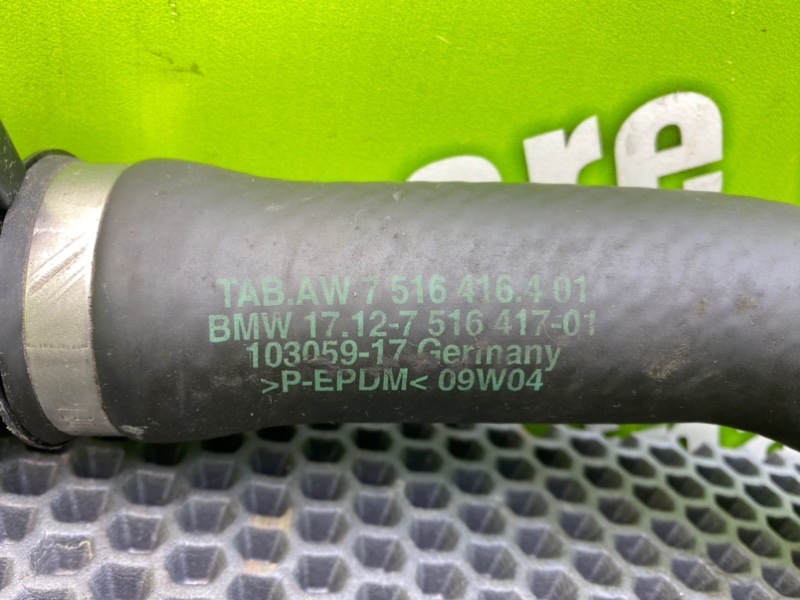 are
TAB.AW 7 516 416.4 01
BMW 17.12-7 516 417-01
103059-17 Germany
>P-EPDM< 09W04